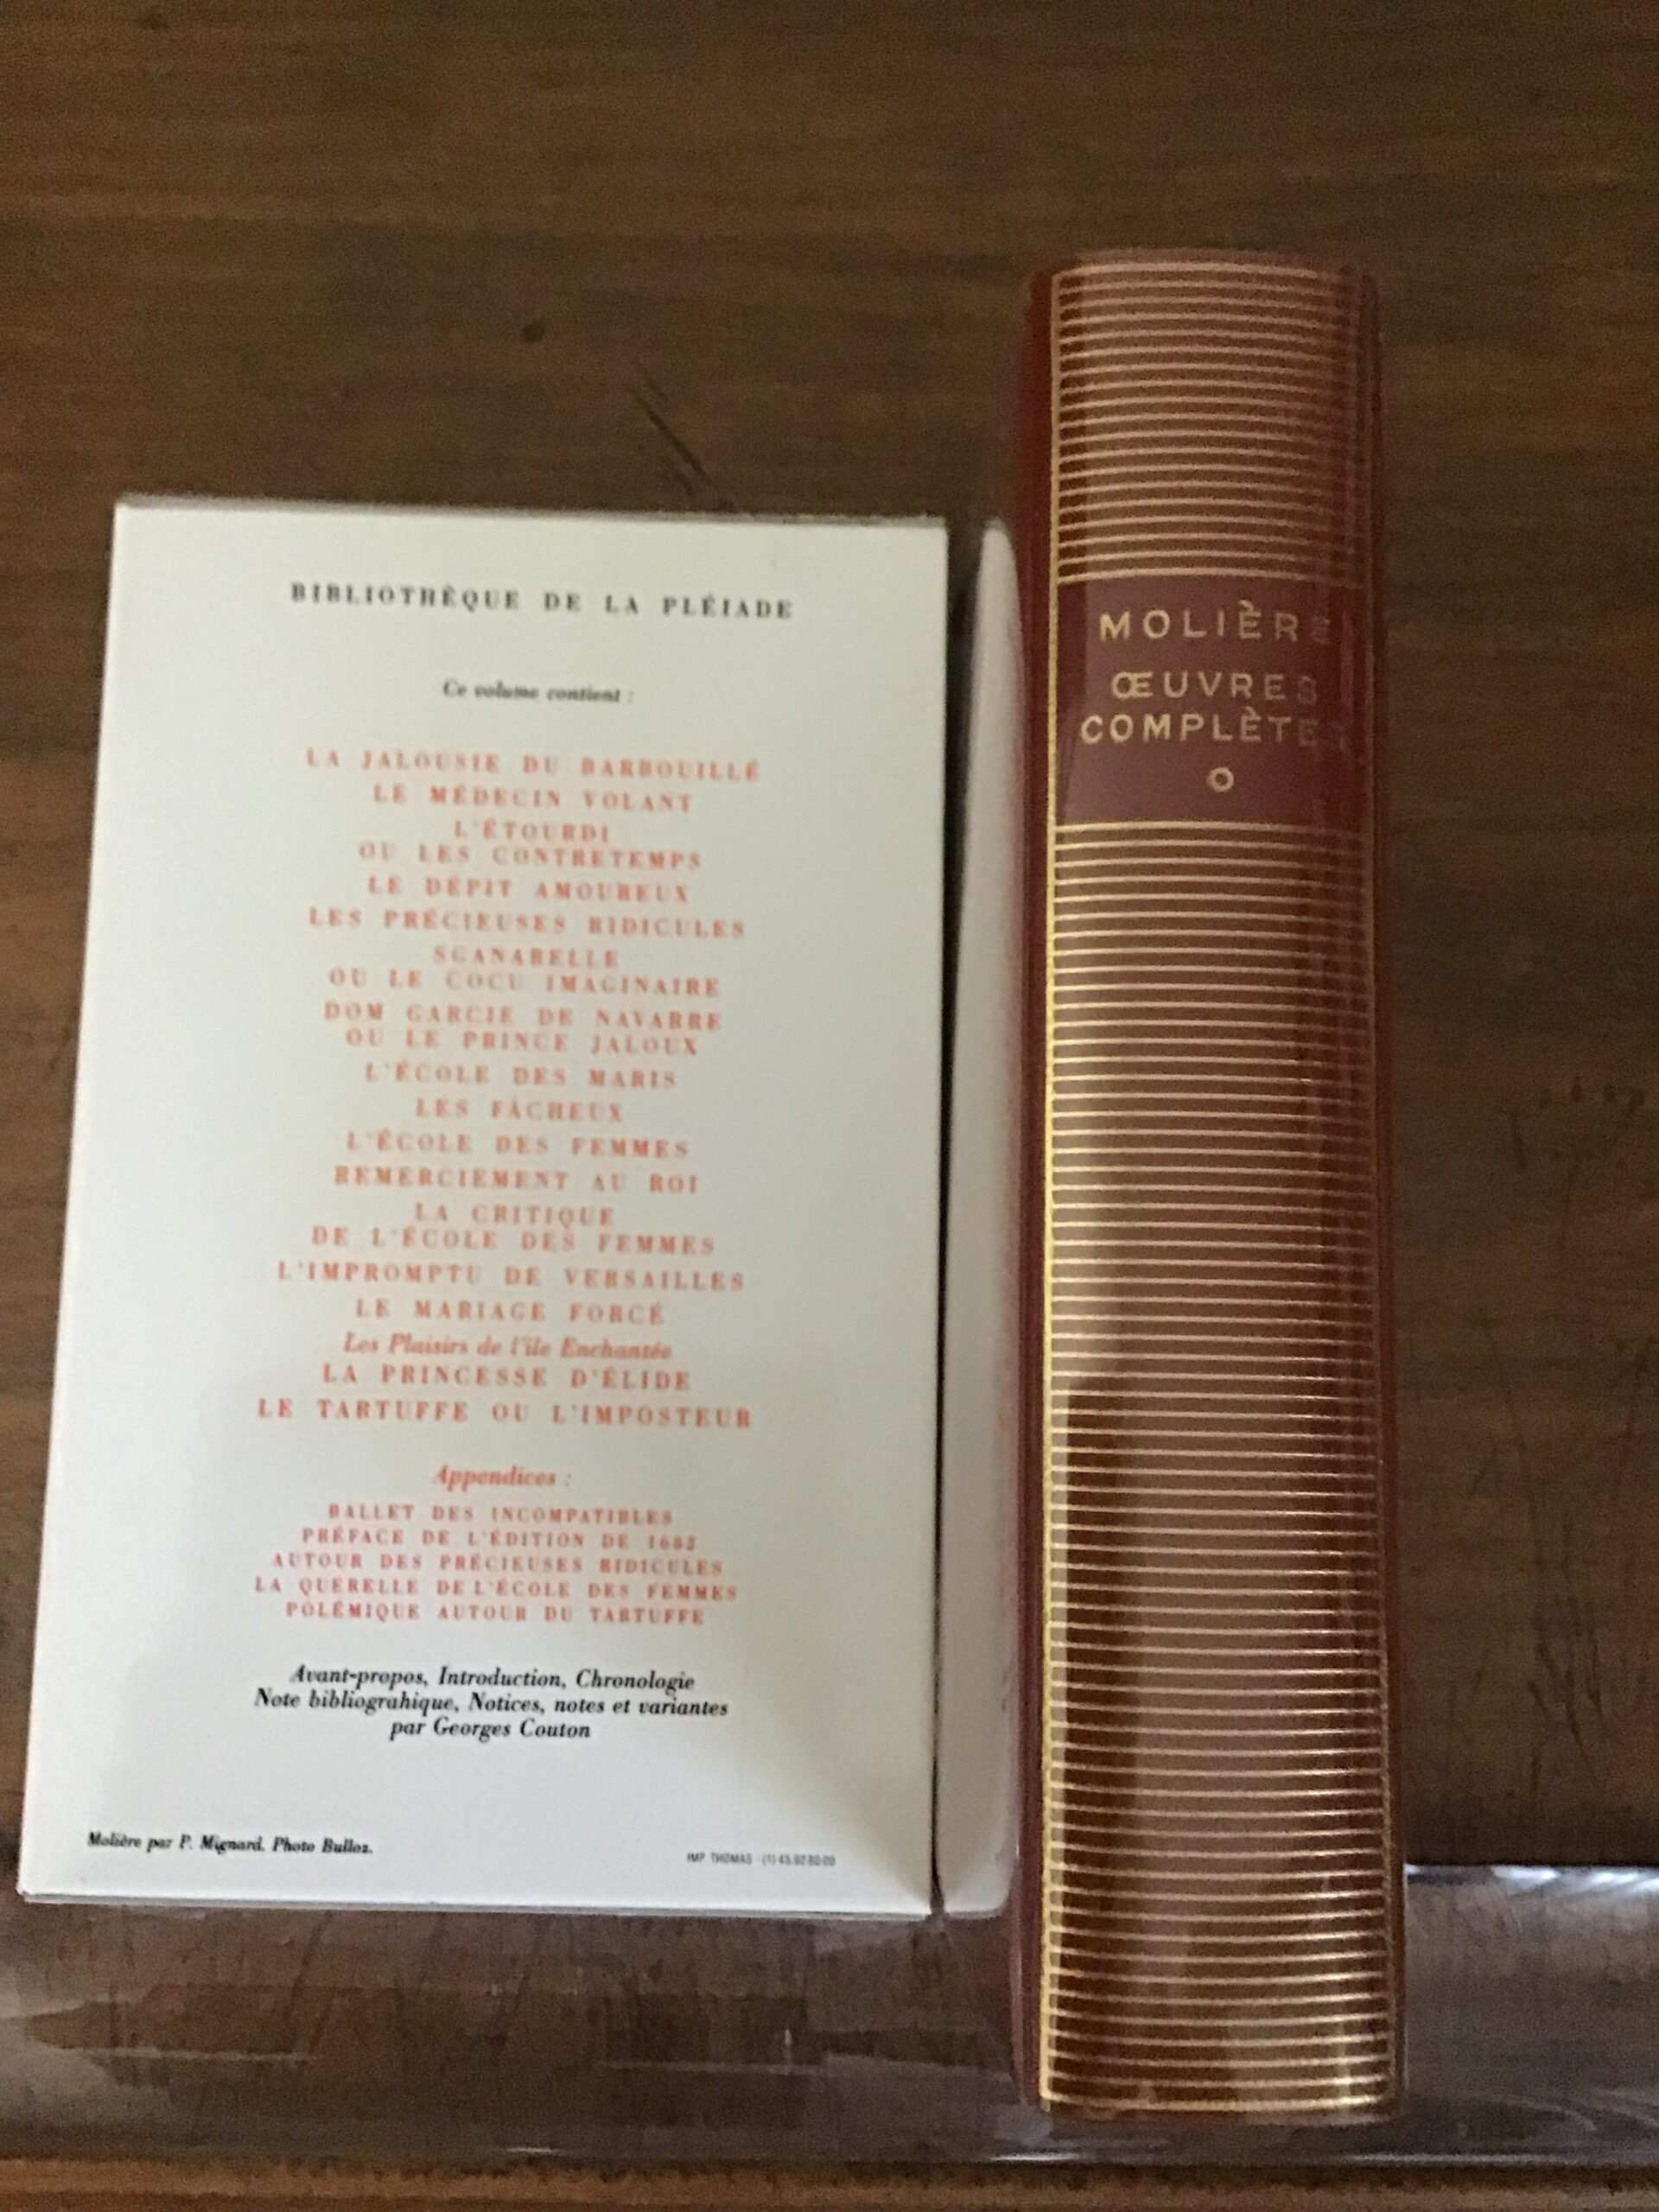 BIBLIOTHÈQUE DE LA PLÉIADE
Ce volume contient :
LA JALOUSIE DU BARBOUILLÉ
LE MÉDECIN VOLANT
L'ÉTOURDI
OU LES CONTRETEMPS
LE DÉPIT AMOUREUX
LES PRÉCIEUSES RIDICULES
SGANARELLE
OU LE COCU IMAGINAIRE
DOM GARCIE DE NAVARRE
OU LE PRINCE JALOUX
L'ÉCOLE DES MARIS
LES FÂCHEUX
L'ÉCOLE DES FEMMES
REMERCIEMENT AU ROI
LA CRITIQUE
DE L'ÉCOLE DES FEMMES
L'IMPROMPTU DE VERSAILLES
LE MARIAGE FORCÉ
Les Plaisirs de l'île Enchantée
LA PRINCESSE D'ÉLIDE
LE TARTUFFE OU L'IMPOSTEUR
Appendices :
BALLET DES INCOMPATIBLES
PRÉFACE DE L'ÉDITION DE 1682
AUTOUR DES PRÉCIEUSES RIDICULES
LA QUERELLE DE L'ÉCOLE DES FEMMES
POLÉMIQUE AUTOUR DU TARTUFFE
Avant-propos, Introduction, Chronologie
Note bibliograhique, Notices, notes et variantes
par Georges Couton
Molière par P. Mignard. Photo Bulloz.
IMP. THOMAS - (1) 45.92.80.00
MOLIÈRE
ŒUVRES
COMPLÈTES
O